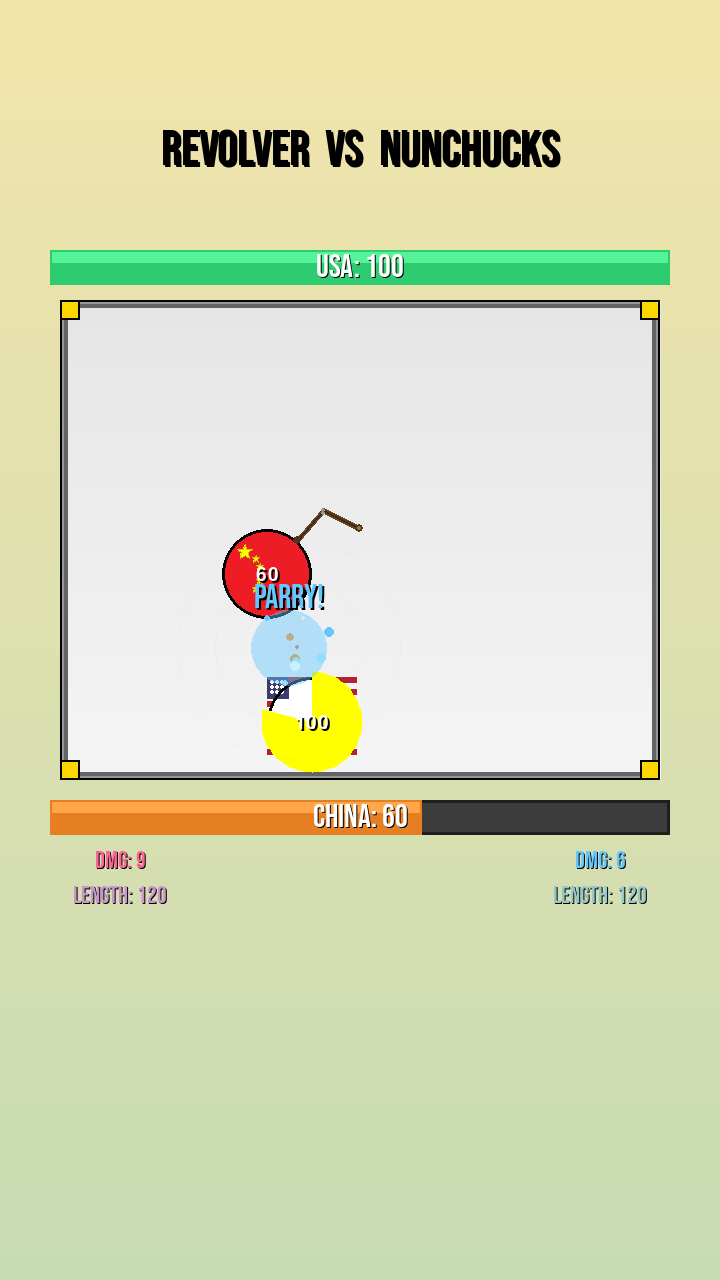 REVOLVER VS NUNCHUCKS
USA: 100
60
PARRY!
100
CHINA: 60
DMG: 9
DMG: 6
LENGTH: 120
LENGTH: 120